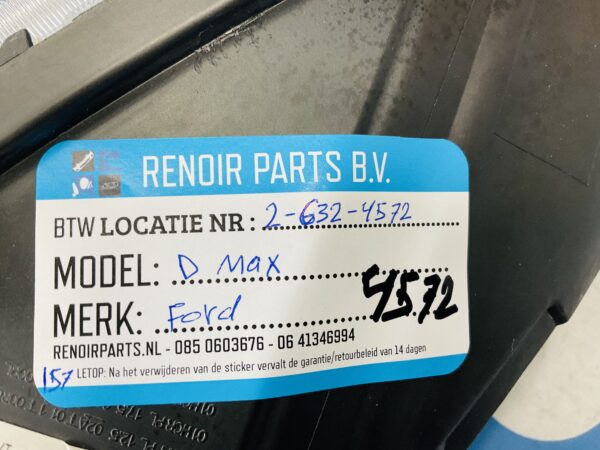 RENOIR PARTS B.V.
BTW LOCATIE NR : 2-632-4572
MODEL: D Max
MERK: Ford
4572
RENOIRPARTS.NL - 085 0603676 - 06 41346994
157 LETOP: Na het verwijderen van de sticker vervalt de garantie/retourbeleid van 14 dagen